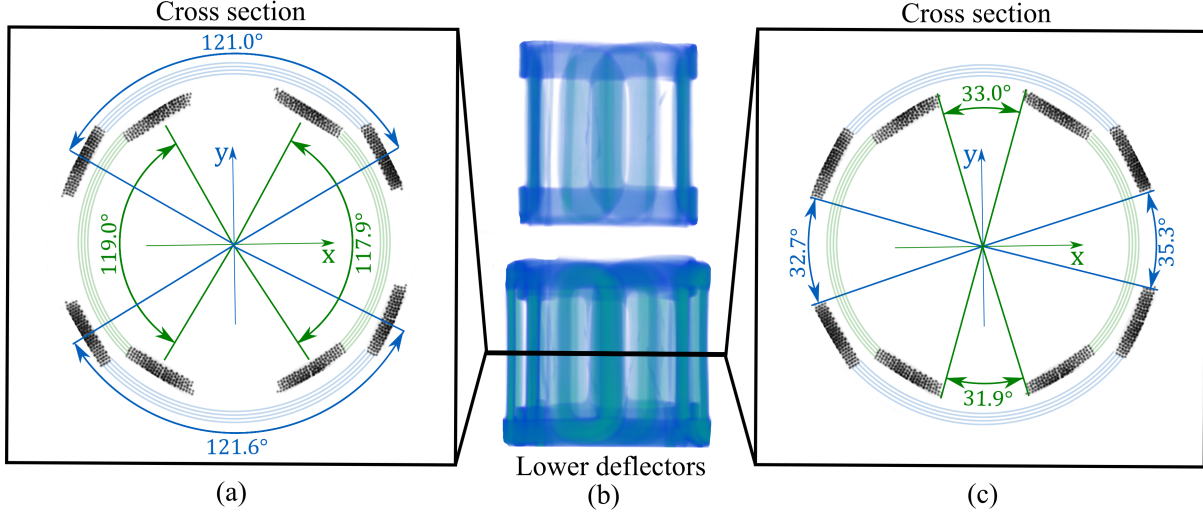 Cross section
121.0°
y
x
119.0°
117.9°
121.6°
(a)
Lower deflectors
(b)
Cross section
33.0°
y
x
32.7°
35.3°
31.9°
(c)